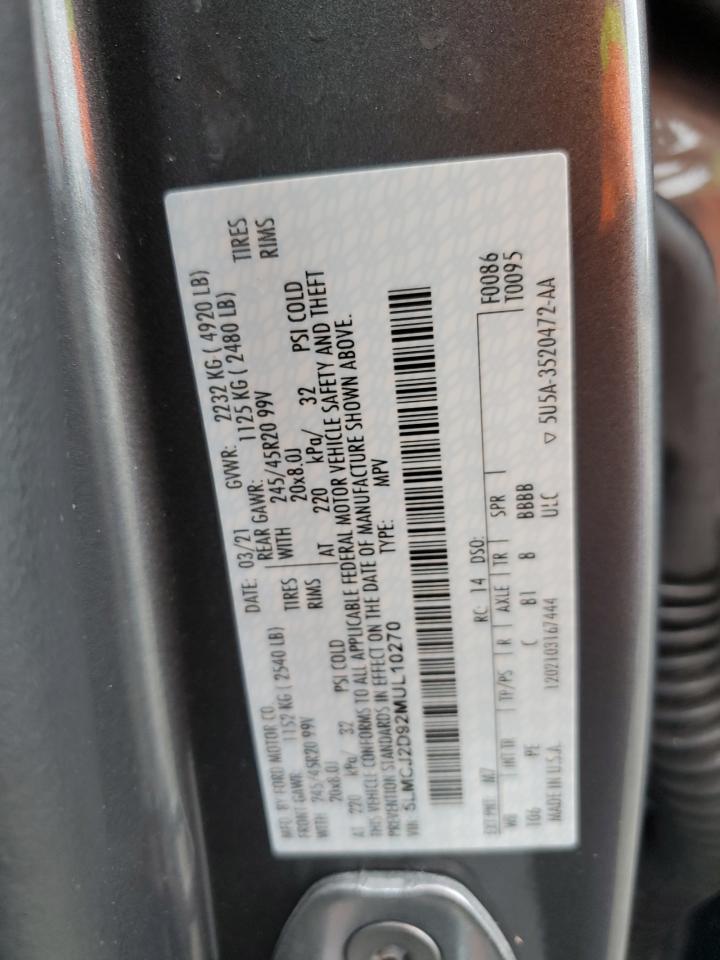 MFD. BY FORD MOTOR CO. DATE: 03/21 GVWR: 2232 KG ( 4920 LB)
FRONT GAWR: 1152 KG ( 2540 LB) REAR GAWR: 1125 KG ( 2480 LB)
WITH 245/45R20 99V TIRES WITH 245/45R20 99V TIRES
20x8.0J RIMS 20x8.0J RIMS
AT 220 kPa/ 32 PSI COLD AT 220 kPa/ 32 PSI COLD
THIS VEHICLE CONFORMS TO ALL APPLICABLE FEDERAL MOTOR VEHICLE SAFETY AND THEFT
PREVENTION STANDARDS IN EFFECT ON THE DATE OF MANUFACTURE SHOWN ABOVE.
VIN: 5LMCJ2D92MUL10270 TYPE: MPV
EXT PNT: RC: 14 DSO: F0086
WB INT TR TP/PS R AXLE TR SPR T0095
106 PE C 81 8 BBBB
MADE IN U.S.A. 1202103167444 ULC ▽ 5U5A-3520472-AA